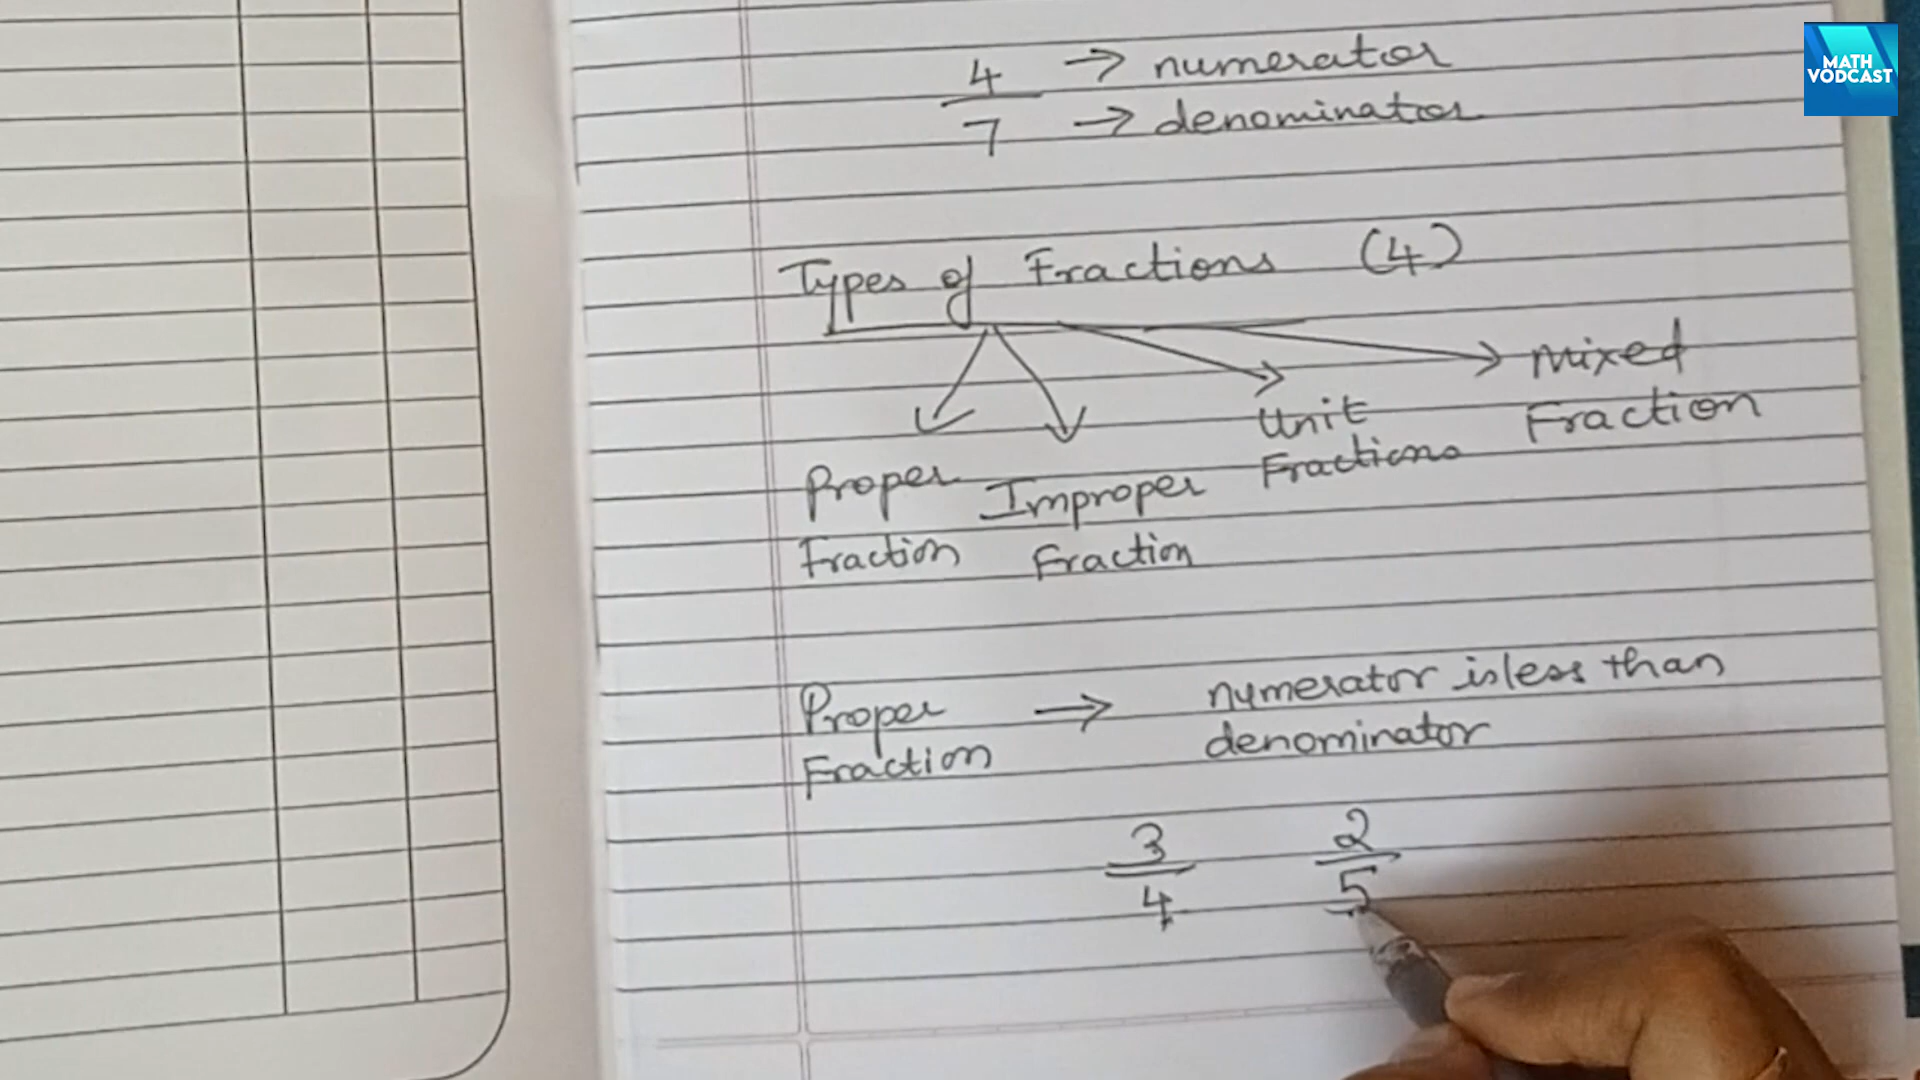 MATH
VODCAST
4 → numerator
7 → denominator
Types of Fractions (4)
Proper
Fraction
Improper
Fraction
Unit
Fractions
Mixed
Fraction
Proper → numerator is less than
Fraction denominator
3 2
4 5